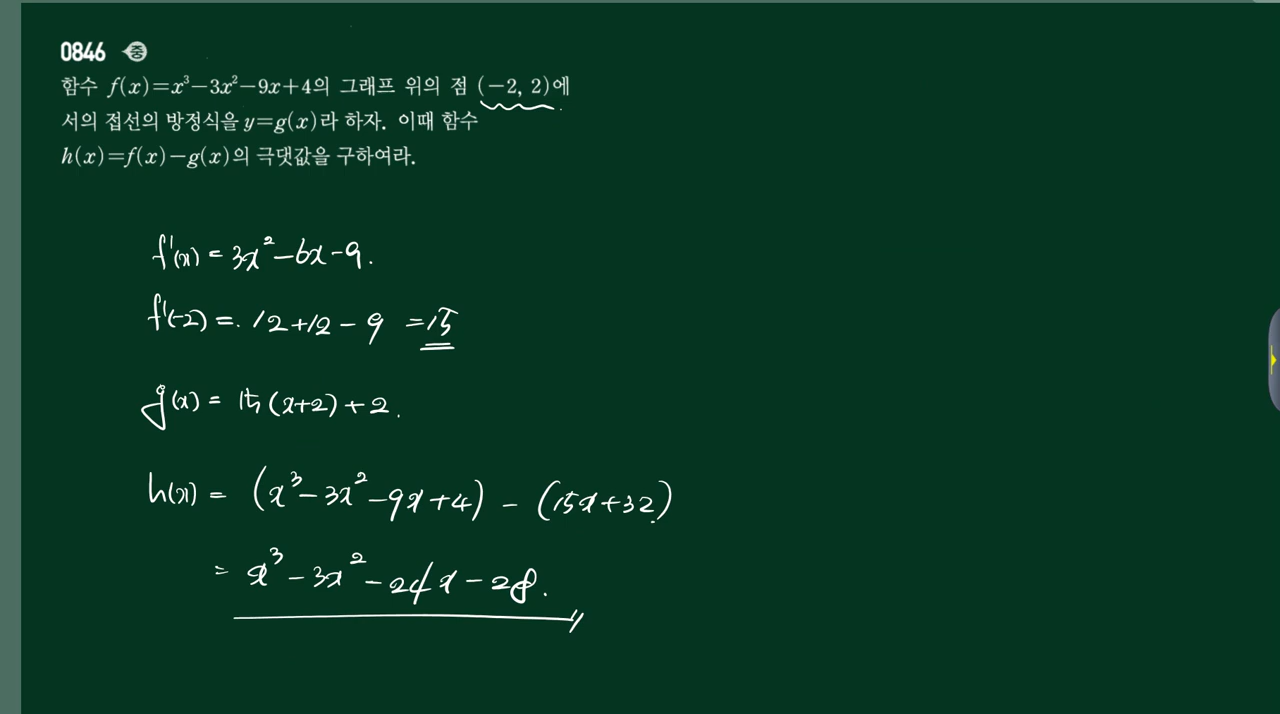 0846 중
함수 f(x)=x³-3x²-9x+4의 그래프 위의 점 (-2, 2)에
서의 접선의 방정식을 y=g(x)라 하자. 이때 함수
h(x)=f(x)-g(x)의 극댓값을 구하여라.
f'(x) = 3x²-6x-9.
f'(-2) =. 12+12-9 =15
g(x) = 15(x+2)+2.
h(x) = (x³-3x²-9x+4) - (15x+32)
= x³-3x²-24x-28.